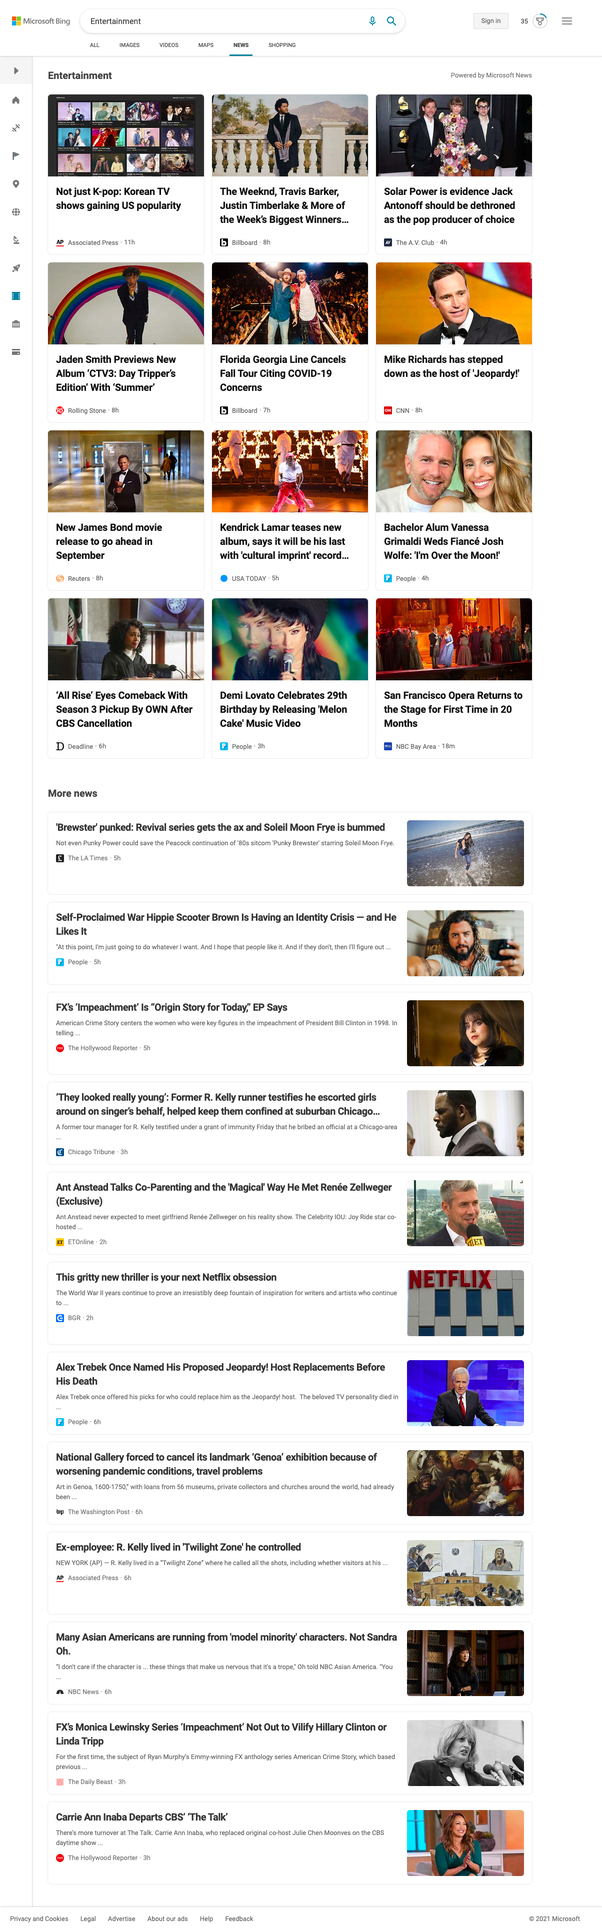 Microsoft Bing
Entertainment
Sign in
35
ALL IMAGES VIDEOS MAPS NEWS SHOPPING
Entertainment
Powered by Microsoft News
Not just K-pop: Korean TV
shows gaining US popularity
AP Associated Press · 11h
The Weeknd, Travis Barker,
Justin Timberlake & More of
the Week's Biggest Winners...
Billboard · 8h
Solar Power is evidence Jack
Antonoff should be dethroned
as the pop producer of choice
The A.V. Club · 4h
Jaden Smith Previews New
Album ‘CTV3: Day Tripper’s
Edition’ With ‘Summer’
Rolling Stone · 8h
Florida Georgia Line Cancels
Fall Tour Citing COVID-19
Concerns
Billboard · 7h
Mike Richards has stepped
down as the host of 'Jeopardy!'
CNN · 8h
New James Bond movie
release to go ahead in
September
Reuters · 8h
Kendrick Lamar teases new
album, says it will be his last
with 'cultural imprint' record...
USA TODAY · 5h
Bachelor Alum Vanessa
Grimaldi Weds Fiancé Josh
Wolfe: 'I'm Over the Moon!'
People · 4h
‘All Rise’ Eyes Comeback With
Season 3 Pickup By OWN After
CBS Cancellation
Deadline · 6h
Demi Lovato Celebrates 29th
Birthday by Releasing 'Melon
Cake' Music Video
People · 3h
San Francisco Opera Returns to
the Stage for First Time in 20
Months
NBC Bay Area · 18m
More news
'Brewster' punked: Revival series gets the ax and Soleil Moon Frye is bummed
Not even Punky Power could save the Peacock continuation of '80s sitcom 'Punky Brewster' starring Soleil Moon Frye.
The LA Times · 5h
Self-Proclaimed War Hippie Scooter Brown Is Having an Identity Crisis — and He
Likes It
"At this point, I'm just going to do whatever I want. And I hope that people like it. And if they don't, then I'll figure out ...
People · 5h
FX’s ‘Impeachment’ Is “Origin Story for Today,” EP Says
American Crime Story centers the women who were key figures in the impeachment of President Bill Clinton in 1998. In
telling ...
The Hollywood Reporter · 5h
‘They looked really young’: Former R. Kelly runner testifies he escorted girls
around on singer’s behalf, helped keep them confined at suburban Chicago...
A former tour manager for R. Kelly testified under a grant of immunity Friday that he bribed an official at a Chicago-area
...
Chicago Tribune · 3h
Ant Anstead Talks Co-Parenting and the 'Magical' Way He Met Renée Zellweger
(Exclusive)
Ant Anstead never expected to meet girlfriend Renée Zellweger on his reality show. The Celebrity IOU: Joy Ride star co-
hosted ...
ET ETOnline · 2h
ET
This gritty new thriller is your next Netflix obsession
The World War II years continue to prove an irresistibly deep fountain of inspiration for writers and artists who continue
to ...
BGR · 2h
NETFLIX
Alex Trebek Once Named His Proposed Jeopardy! Host Replacements Before
His Death
Alex Trebek once offered his picks for who could replace him as the Jeopardy! host. The beloved TV personality died in
...
People · 6h
National Gallery forced to cancel its landmark ‘Genoa’ exhibition because of
worsening pandemic conditions, travel problems
Art in Genoa, 1600-1750,” with loans from 56 museums, private collectors and churches around the world, had already
been ...
wp The Washington Post · 6h
Ex-employee: R. Kelly lived in 'Twilight Zone' he controlled
NEW YORK (AP) — R. Kelly lived in a “Twilight Zone” where he called all the shots, including whether visitors at his ...
AP Associated Press · 6h
Many Asian Americans are running from 'model minority' characters. Not Sandra
Oh.
“I don't care if the character is ... these things that make us nervous that it's a trope,” Oh told NBC Asian America. “You
...
NBC News · 6h
FX’s Monica Lewinsky Series ‘Impeachment’ Not Out to Vilify Hillary Clinton or
Linda Tripp
For the first time, the subject of Ryan Murphy's Emmy-winning FX anthology series American Crime Story, which based
previous ...
The Daily Beast · 3h
Carrie Ann Inaba Departs CBS’ ‘The Talk’
There's more turnover at The Talk. Carrie Ann Inaba, who replaced original co-host Julie Chen Moonves on the CBS
daytime show ...
The Hollywood Reporter · 3h
Privacy and Cookies Legal Advertise About our ads Help Feedback
© 2021 Microsoft